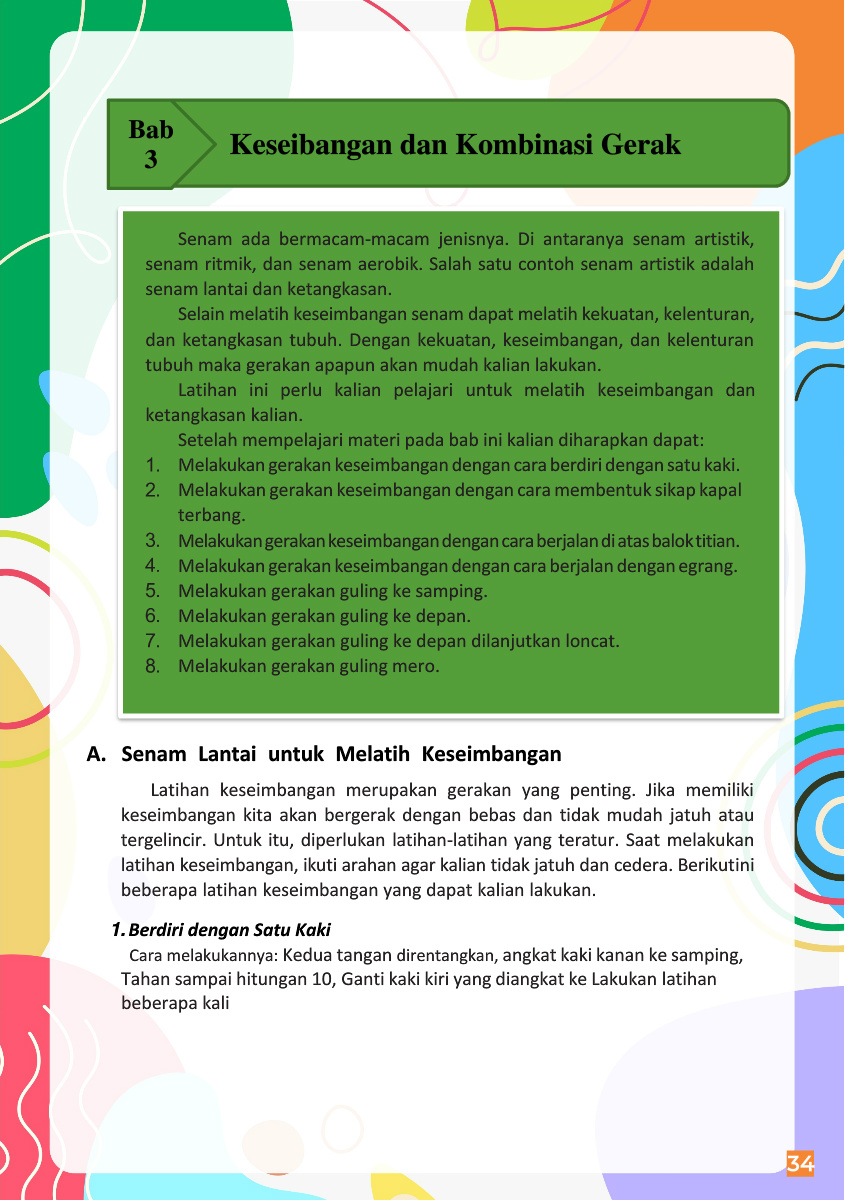 Bab
3
Keseibangan dan Kombinasi Gerak
Senam ada bermacam-macam jenisnya. Di antaranya senam artistik,
senam ritmik, dan senam aerobik. Salah satu contoh senam artistik adalah
senam lantai dan ketangkasan.
Selain melatih keseimbangan senam dapat melatih kekuatan, kelenturan,
dan ketangkasan tubuh. Dengan kekuatan, keseimbangan, dan kelenturan
tubuh maka gerakan apapun akan mudah kalian lakukan.
Latihan ini perlu kalian pelajari untuk melatih keseimbangan dan
ketangkasan kalian.
Setelah mempelajari materi pada bab ini kalian diharapkan dapat:
1. Melakukan gerakan keseimbangan dengan cara berdiri dengan satu kaki.
2. Melakukan gerakan keseimbangan dengan cara membentuk sikap kapal
terbang.
3. Melakukan gerakan keseimbangan dengan cara berjalan di atas balok titian.
4. Melakukan gerakan keseimbangan dengan cara berjalan dengan egrang.
5. Melakukan gerakan guling ke samping.
6. Melakukan gerakan guling ke depan.
7. Melakukan gerakan guling ke depan dilanjutkan loncat.
8. Melakukan gerakan guling mero.
A. Senam Lantai untuk Melatih Keseimbangan
Latihan keseimbangan merupakan gerakan yang penting. Jika memiliki
keseimbangan kita akan bergerak dengan bebas dan tidak mudah jatuh atau
tergelincir. Untuk itu, diperlukan latihan-latihan yang teratur. Saat melakukan
latihan keseimbangan, ikuti arahan agar kalian tidak jatuh dan cedera. Berikutini
beberapa latihan keseimbangan yang dapat kalian lakukan.
1. Berdiri dengan Satu Kaki
Cara melakukannya: Kedua tangan direntangkan, angkat kaki kanan ke samping,
Tahan sampai hitungan 10, Ganti kaki kiri yang diangkat ke Lakukan latihan
beberapa kali
34